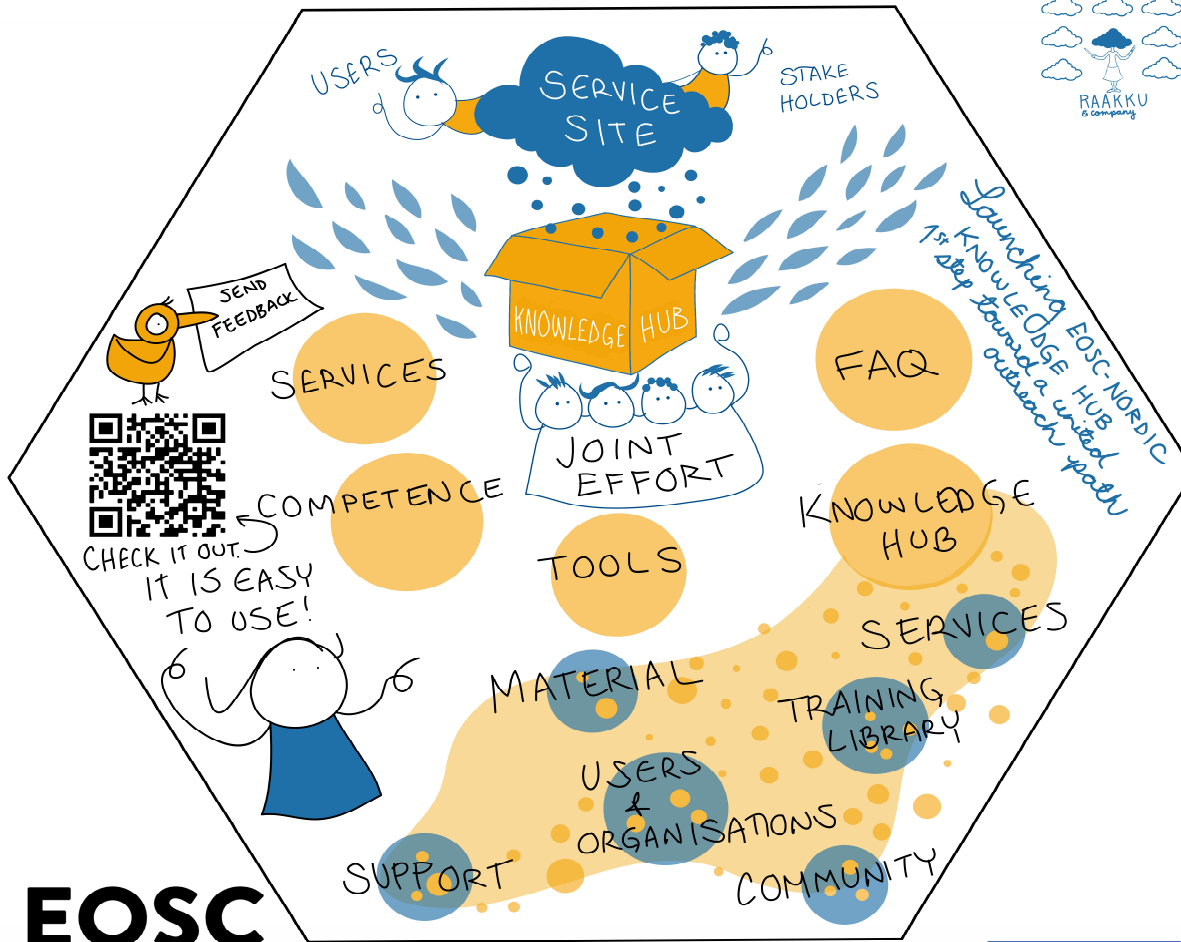 USERS
SERVICE
SITE
STAKE
HOLDERS
RAAKKU
& company
Launching EOSC-NORDIC
KNOWLEDGE HUB
1st step toward a united
outreach path
SEND
FEEDBACK
KNOWLEDGE HUB
SERVICES
FAQ
JOINT
EFFORT
COMPETENCE
KNOWLEDGE
HUB
CHECK IT OUT.
IT IS EASY
TO USE!
TOOLS
SERVICES
MATERIAL
TRAINING
LIBRARY
USERS
&
ORGANISATIONS
SUPPORT
COMMUNITY
EOSC